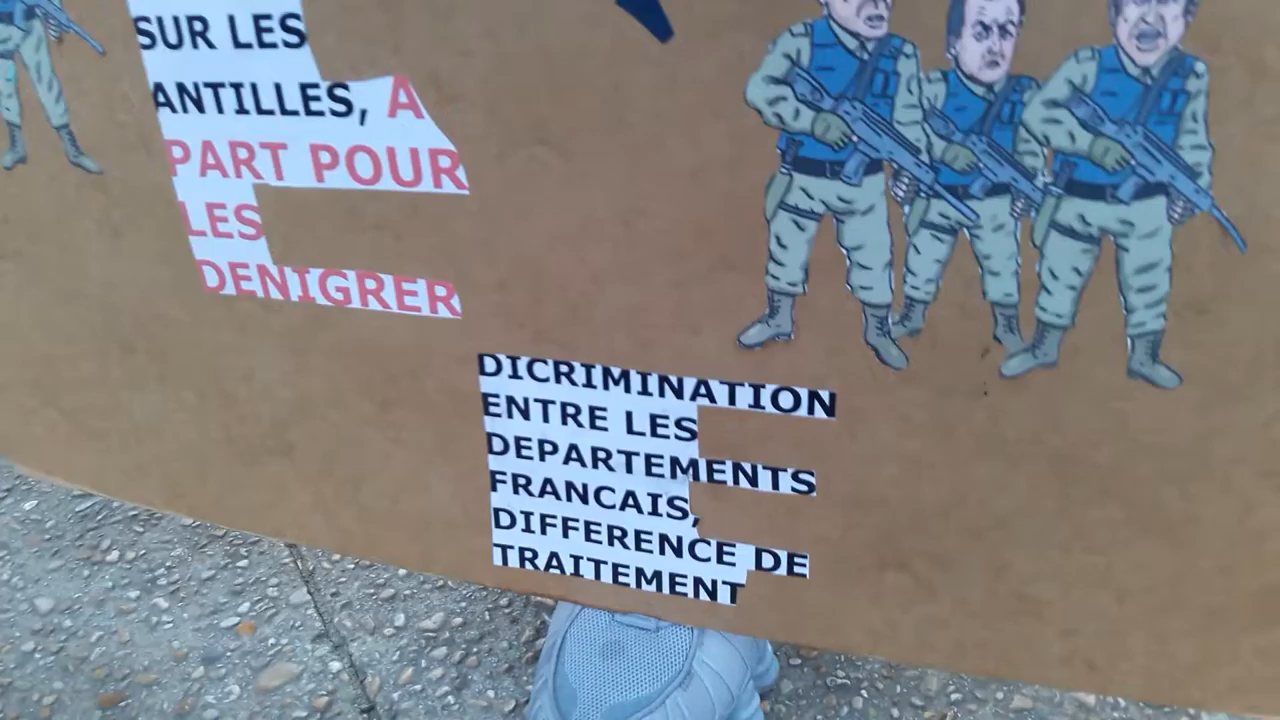 SUR LES
ANTILLES, A
PART POUR
LES
DENIGRER
DICRIMINATION
ENTRE LES
DEPARTEMENTS
FRANCAIS,
DIFFERENCE DE
TRAITEMENT